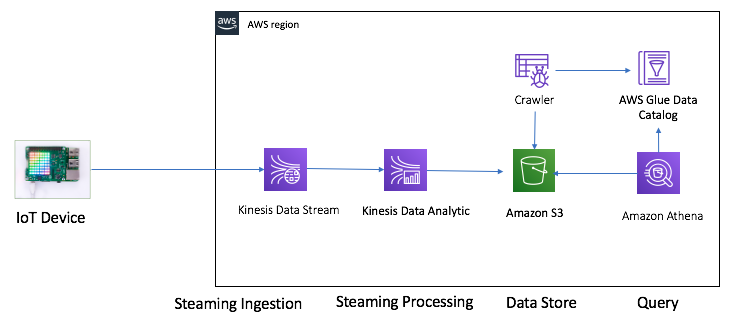 aws
AWS region
Crawler
AWS Glue Data
Catalog
IoT Device
Kinesis Data Stream
Kinesis Data Analytic
Amazon S3
Amazon Athena
Steaming Ingestion
Steaming Processing
Data Store
Query